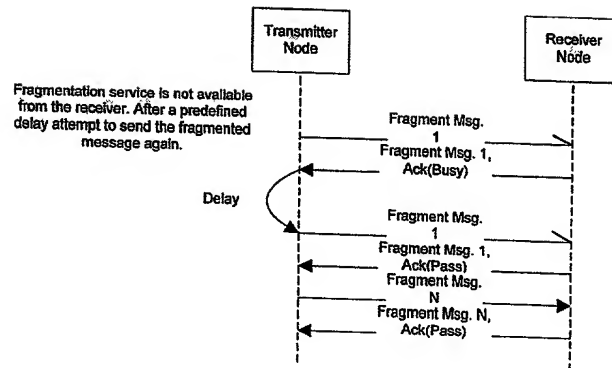 Transmitter
Node
Receiver
Node
Fragmentation service is not available
from the receiver. After a predefined
delay attempt to send the fragmented
message again.
Fragment Msg.
1
Fragment Msg. 1,
Ack(Busy)
Delay
Fragment Msg.
1
Fragment Msg. 1,
Ack(Pass)
Fragment Msg.
N
Fragment Msg. N,
Ack(Pass)